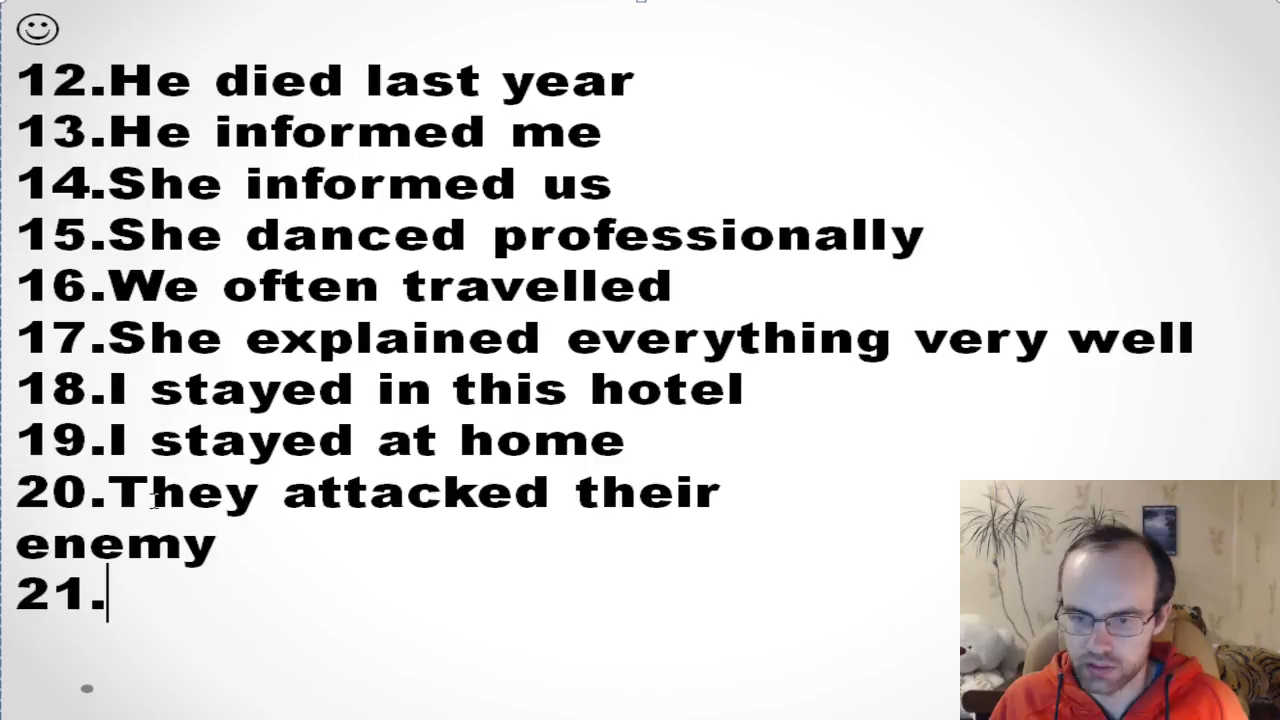 12.He died last year
13.He informed me
14.She informed us
15.She danced professionally
16.We often travelled
17.She explained everything very well
18.I stayed in this hotel
19.I stayed at home
20.They attacked their
enemy
21.